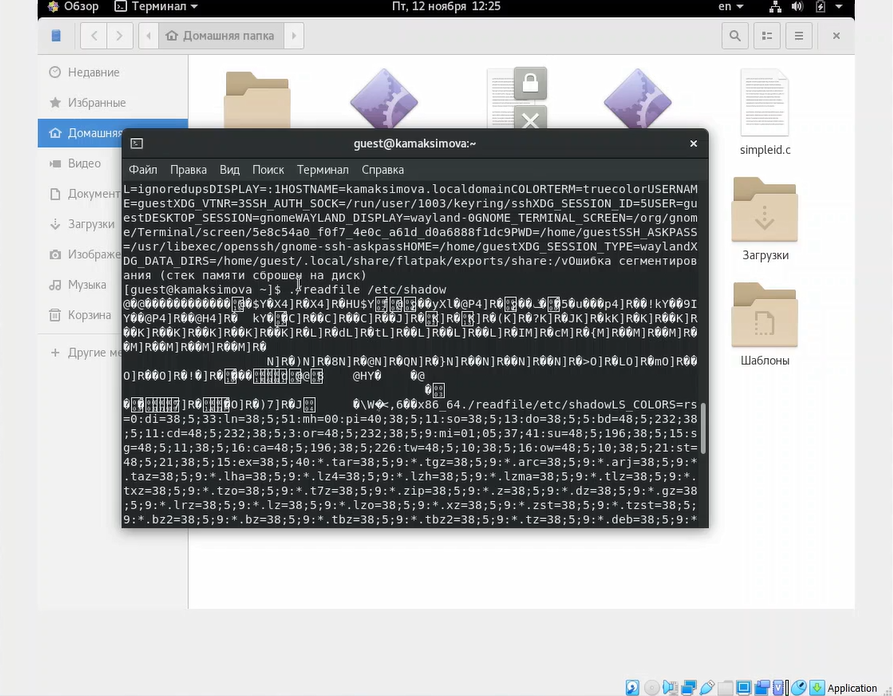 Обзор Терминал Пт, 12 ноября 12:25 en
Домашняя папка
Недавние
Избранные
Домашняя
Видео
Документ
Загрузки
Изображе
Музыка
Корзина
Другие ме
simpleid.c
Загрузки
Шаблоны
guest@kamaksimova:~
Файл Правка Вид Поиск Терминал Справка
L=ignoredupsDISPLAY=:1HOSTNAME=kamaksimova.localdomainCOLORTERM=truecolorUSERNAM
E=guestXDG_VTNR=3SSH_AUTH_SOCK=/run/user/1003/keyring/sshXDG_SESSION_ID=5USER=gu
estDESKTOP_SESSION=gnomeWAYLAND_DISPLAY=wayland-0GNOME_TERMINAL_SCREEN=/org/gnom
e/Terminal/screen/5e8c54a0_f0f7_4e0c_a61d_d0a6888f1dc9PWD=/home/guestSSH_ASKPASS
=/usr/libexec/openssh/gnome-ssh-askpassHOME=/home/guestXDG_SESSION_TYPE=waylandX
DG_DATA_DIRS=/home/guest/.local/share/flatpak/exports/share:/vОшибка сегментиров
ания (стек памяти сброшен на диск)
[guest@kamaksimova ~]$ ./readfile /etc/shadow
x86_64./readfile/etc/shadowLS_COLORS=rs
=0:di=38;5;33:ln=38;5;51:mh=00:pi=40;38;5;11:so=38;5;13:do=38;5;5:bd=48;5;232;38
;5;11:cd=48;5;232;38;5;3:or=48;5;232;38;5;9:mi=01;05;37;41:su=48;5;196;38;5;15:s
g=48;5;11;38;5;16:ca=48;5;196;38;5;226:tw=48;5;10;38;5;16:ow=48;5;10;38;5;21:st=
48;5;21;38;5;15:ex=38;5;40:*.tar=38;5;9:*.tgz=38;5;9:*.arc=38;5;9:*.arj=38;5;9:*
.taz=38;5;9:*.lha=38;5;9:*.lz4=38;5;9:*.lzh=38;5;9:*.lzma=38;5;9:*.tlz=38;5;9:*.
txz=38;5;9:*.tzo=38;5;9:*.t7z=38;5;9:*.zip=38;5;9:*.z=38;5;9:*.dz=38;5;9:*.gz=38
;5;9:*.lrz=38;5;9:*.lz=38;5;9:*.lzo=38;5;9:*.xz=38;5;9:*.zst=38;5;9:*.tzst=38;5;
9:*.bz2=38;5;9:*.bz=38;5;9:*.tbz=38;5;9:*.tbz2=38;5;9:*.tz=38;5;9:*.deb=38;5;9:*
Application